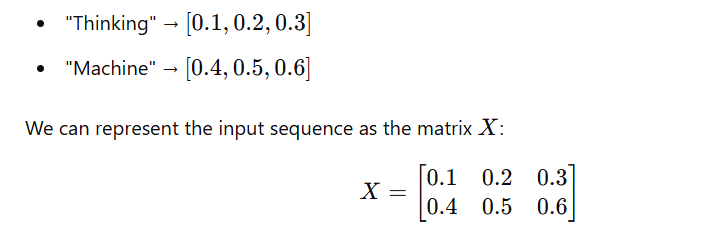 • "Thinking" → [0.1, 0.2, 0.3]
• "Machine" → [0.4, 0.5, 0.6]
We can represent the input sequence as the matrix X:
X = [0.1 0.2 0.3
0.4 0.5 0.6]